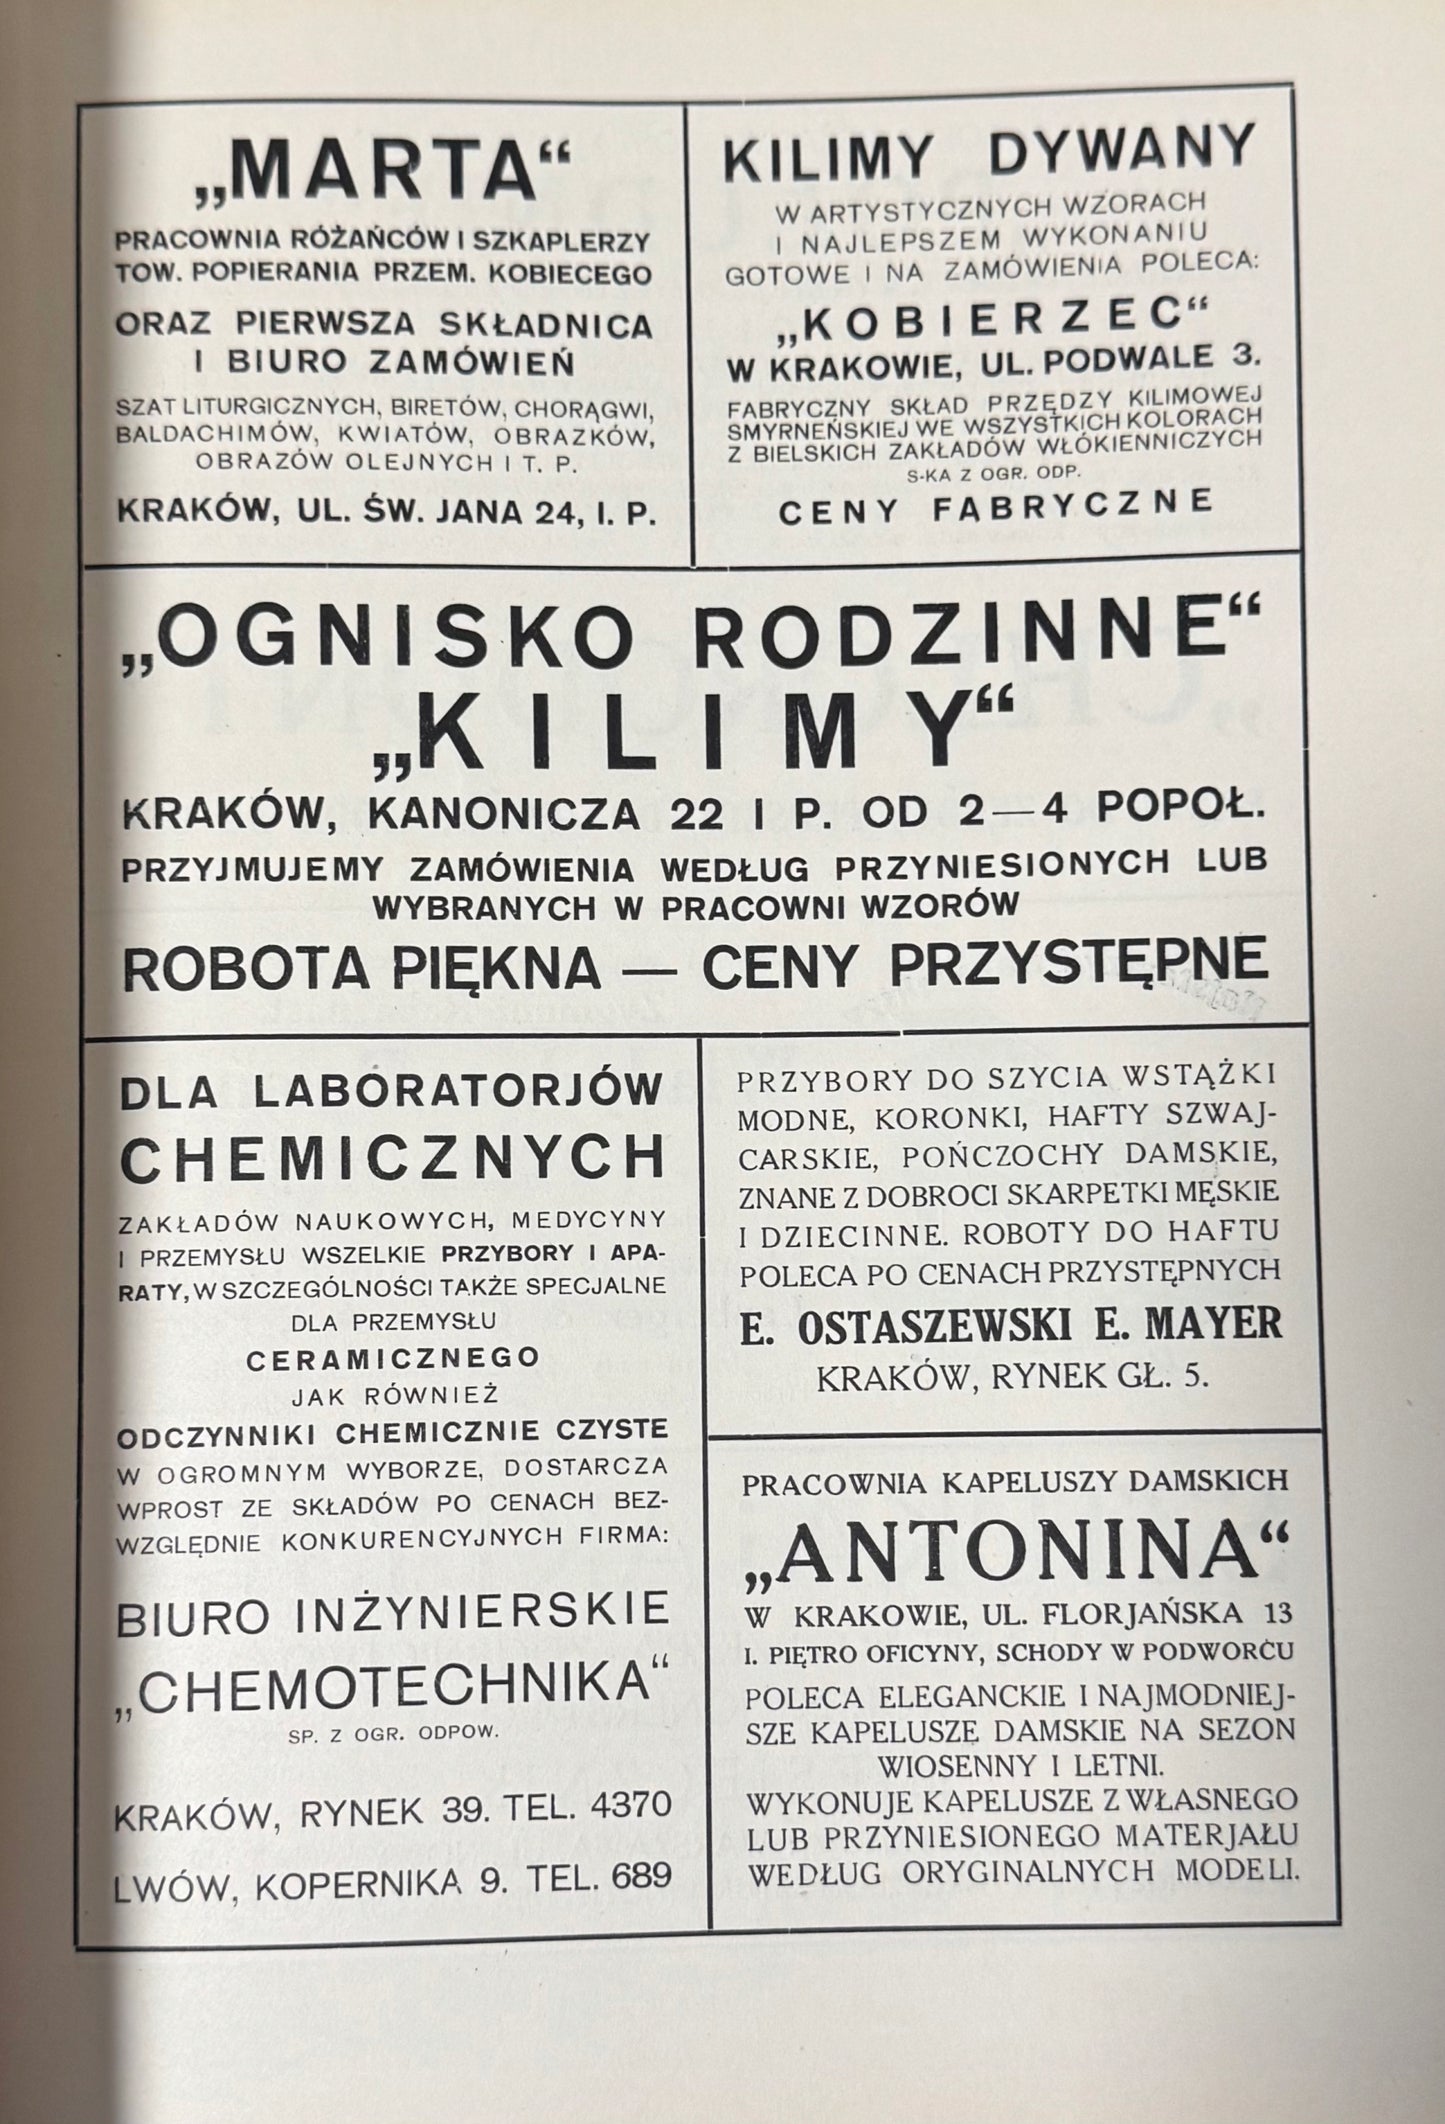 „MARTA“
PRACOWNIA RÓŻAŃCÓW I SZKAPLERZY
TOW. POPIERANIA PRZEM. KOBIECEGO
ORAZ PIERWSZA SKŁADNICA
I BIURO ZAMÓWIEŃ
SZAT LITURGICZNYCH, BIRETÓW, CHORĄGWI,
BALDACHIMÓW, KWIATÓW, OBRAZKÓW,
OBRAZÓW OLEJNYCH I T. P.
KRAKÓW, UL. ŚW. JANA 24, I. P.
KILIMY DYWANY
W ARTYSTYCZNYCH WZORACH
I NAJLEPSZEM WYKONANIU
GOTOWE I NA ZAMÓWIENIA POLECA:
„KOBIERZEC“
W KRAKOWIE, UL. PODWALE 3.
FABRYCZNY SKŁAD PRZĘDZY KILIMOWEJ
SMYRNEŃSKIEJ WE WSZYSTKICH KOLORACH
Z BIELSKICH ZAKŁADÓW WŁÓKIENNICZYCH
S-KA Z OGR. ODP.
CENY FABRYCZNE
„OGNISKO RODZINNE“
„KILIMY“
KRAKÓW, KANONICZA 22 I P. OD 2—4 POPOŁ.
PRZYJMUJEMY ZAMÓWIENIA WEDŁUG PRZYNIESIONYCH LUB
WYBRANYCH W PRACOWNI WZORÓW
ROBOTA PIĘKNA — CENY PRZYSTĘPNE
DLA LABORATORJÓW
CHEMICZNYCH
ZAKŁADÓW NAUKOWYCH, MEDYCYNY
I PRZEMYSŁU WSZELKIE PRZYBORY I APA-
RATY, W SZCZEGÓLNOŚCI TAKŻE SPECJALNE
DLA PRZEMYSŁU
CERAMICZNEGO
JAK RÓWNIEŻ
ODCZYNNIKI CHEMICZNIE CZYSTE
W OGROMNYM WYBORZE, DOSTARCZA
WPROST ZE SKŁADÓW PO CENACH BEZ-
WZGLĘDNIE KONKURENCYJNYCH FIRMA:
BIURO INŻYNIERSKIE
„CHEMOTECHNIKA“
SP. Z OGR. ODPOW.
KRAKÓW, RYNEK 39. TEL. 4370
LWÓW, KOPERNIKA 9. TEL. 689
PRZYBORY DO SZYCIA WSTĄŻKI
MODNE, KORONKI, HAFTY SZWAJ-
CARSKIE, POŃCZOCHY DAMSKIE,
ZNANE Z DOBROCI SKARPETKI MĘSKIE
I DZIECINNE. ROBOTY DO HAFTU
POLECA PO CENACH PRZYSTĘPNYCH
E. OSTASZEWSKI E. MAYER
KRAKÓW, RYNEK GŁ. 5.
PRACOWNIA KAPELUSZY DAMSKICH
„ANTONINA“
W KRAKOWIE, UL. FLORJAŃSKA 13
I. PIĘTRO OFICYNY, SCHODY W PODWORĆU
POLECA ELEGANCKIE I NAJMODNIEJ-
SZE KAPELUSZE DAMSKIE NA SEZON
WIOSENNY I LETNI.
WYKONUJE KAPELUSZE Z WŁASNEGO
LUB PRZYNIESIONEGO MATERJAŁU
WEDŁUG ORYGINALNYCH MODELI.